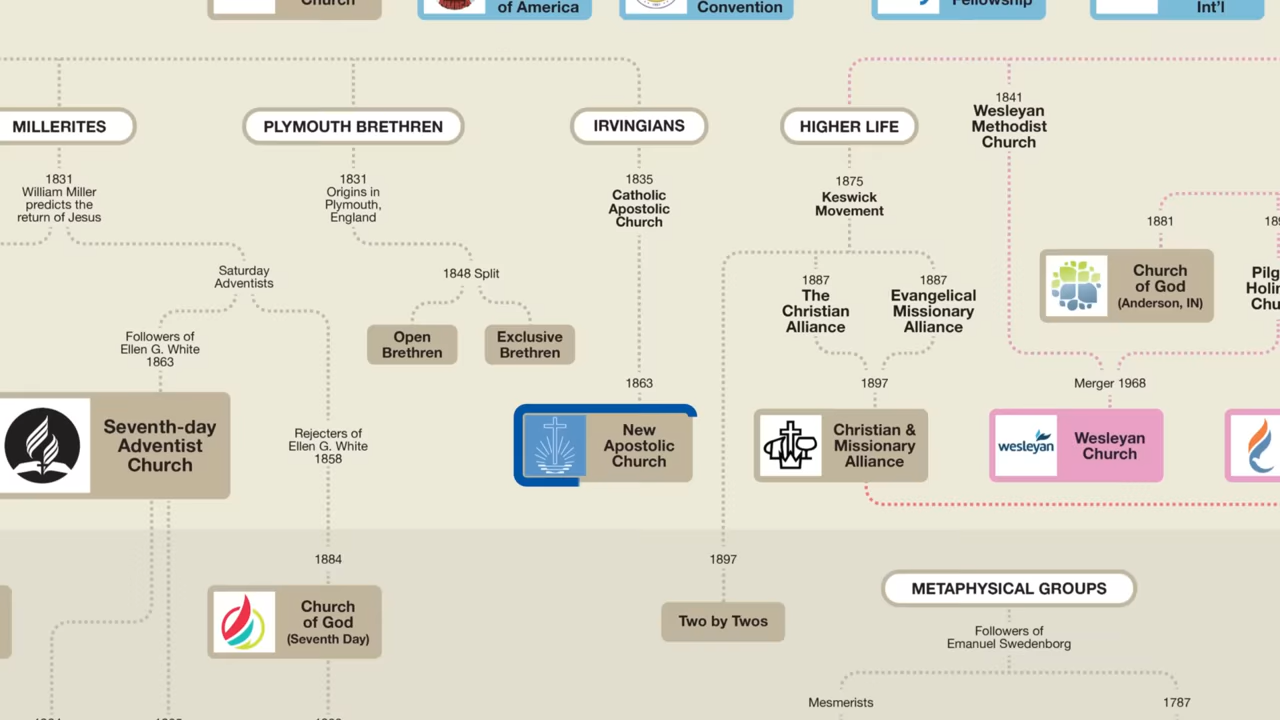 Church
of America
Convention
Fellowship
Int'l
MILLERITES
PLYMOUTH BRETHREN
IRVINGIANS
HIGHER LIFE
1841
Wesleyan
Methodist
Church
1831
William Miller
predicts the
return of Jesus
1831
Origins in
Plymouth,
England
1835
Catholic
Apostolic
Church
1875
Keswick
Movement
1881
Church
of God
(Anderson, IN)
Saturday
Adventists
1848 Split
1887
The
Christian
Alliance
1887
Evangelical
Missionary
Alliance
Followers of
Ellen G. White
1863
Open
Brethren
Exclusive
Brethren
1863
1897
Merger 1968
Seventh-day
Adventist
Church
Rejecters of
Ellen G. White
1858
New
Apostolic
Church
Christian &
Missionary
Alliance
wesleyan
Wesleyan
Church
1884
Church
of God
(Seventh Day)
1897
Two by Twos
METAPHYSICAL GROUPS
Followers of
Emanuel Swedenborg
Mesmerists
1787